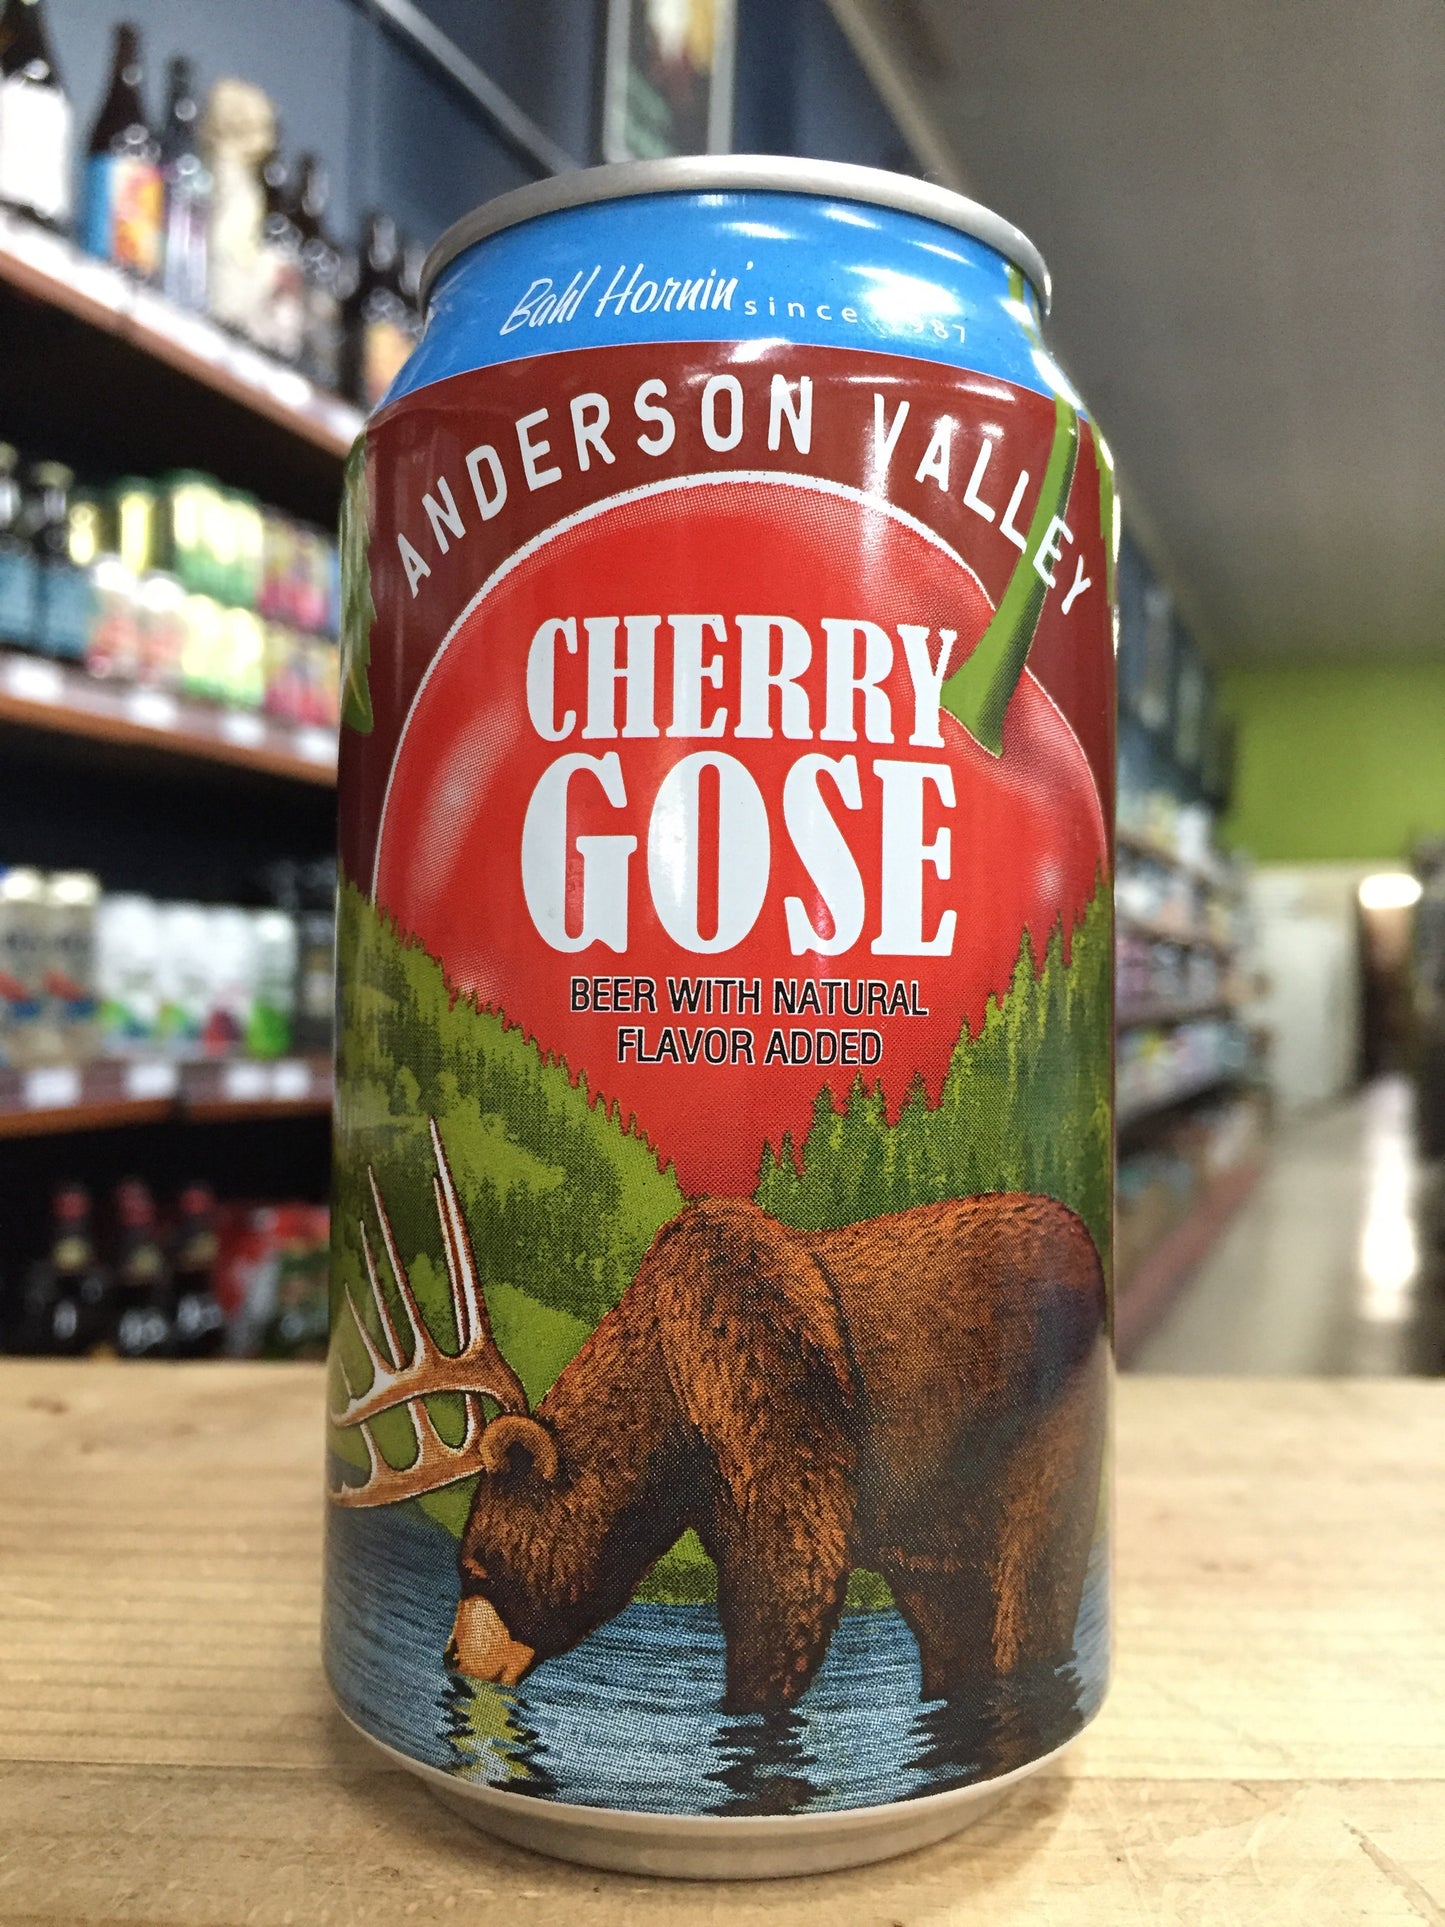 Bahl Hornin' since 1987
ANDERSON VALLEY
CHERRY
GOSE
BEER WITH NATURAL
FLAVOR ADDED